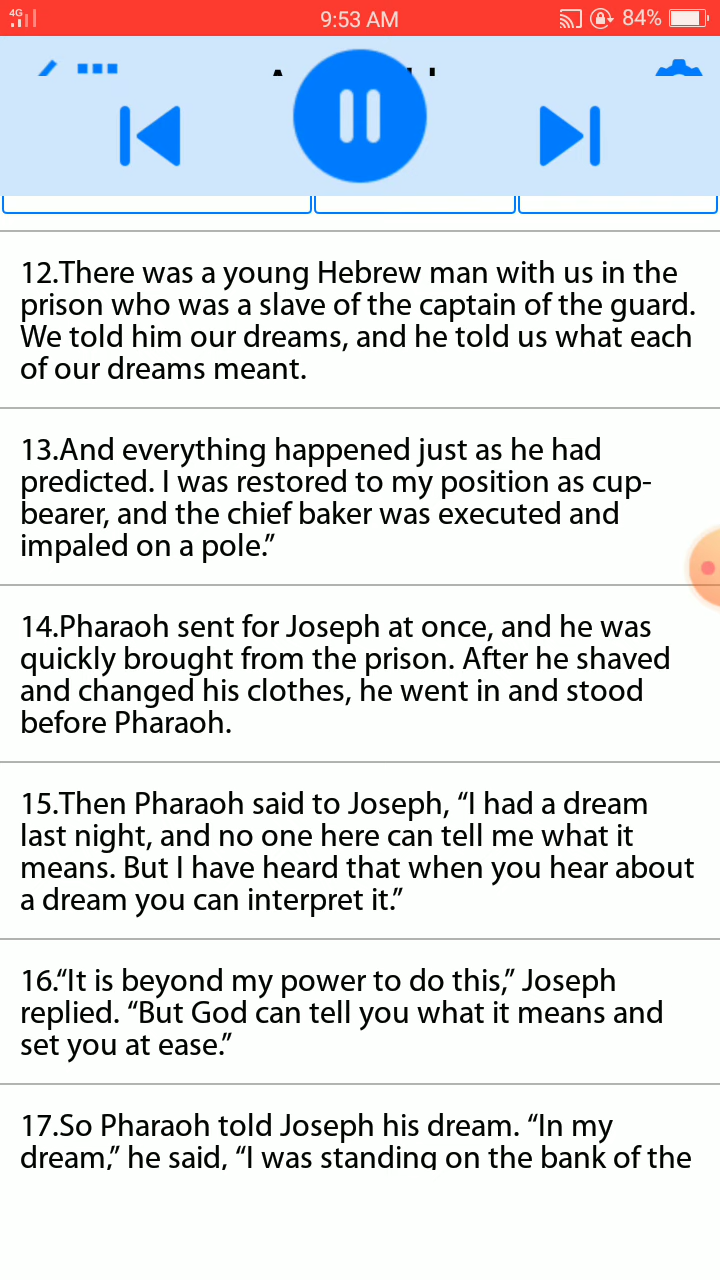 4G
9:53 AM
84%
12.There was a young Hebrew man with us in the
prison who was a slave of the captain of the guard.
We told him our dreams, and he told us what each
of our dreams meant.
13.And everything happened just as he had
predicted. I was restored to my position as cup-
bearer, and the chief baker was executed and
impaled on a pole.”
14.Pharaoh sent for Joseph at once, and he was
quickly brought from the prison. After he shaved
and changed his clothes, he went in and stood
before Pharaoh.
15.Then Pharaoh said to Joseph, “I had a dream
last night, and no one here can tell me what it
means. But I have heard that when you hear about
a dream you can interpret it.”
16.“It is beyond my power to do this,” Joseph
replied. “But God can tell you what it means and
set you at ease.”
17.So Pharaoh told Joseph his dream. “In my
dream,” he said, “I was standing on the bank of the